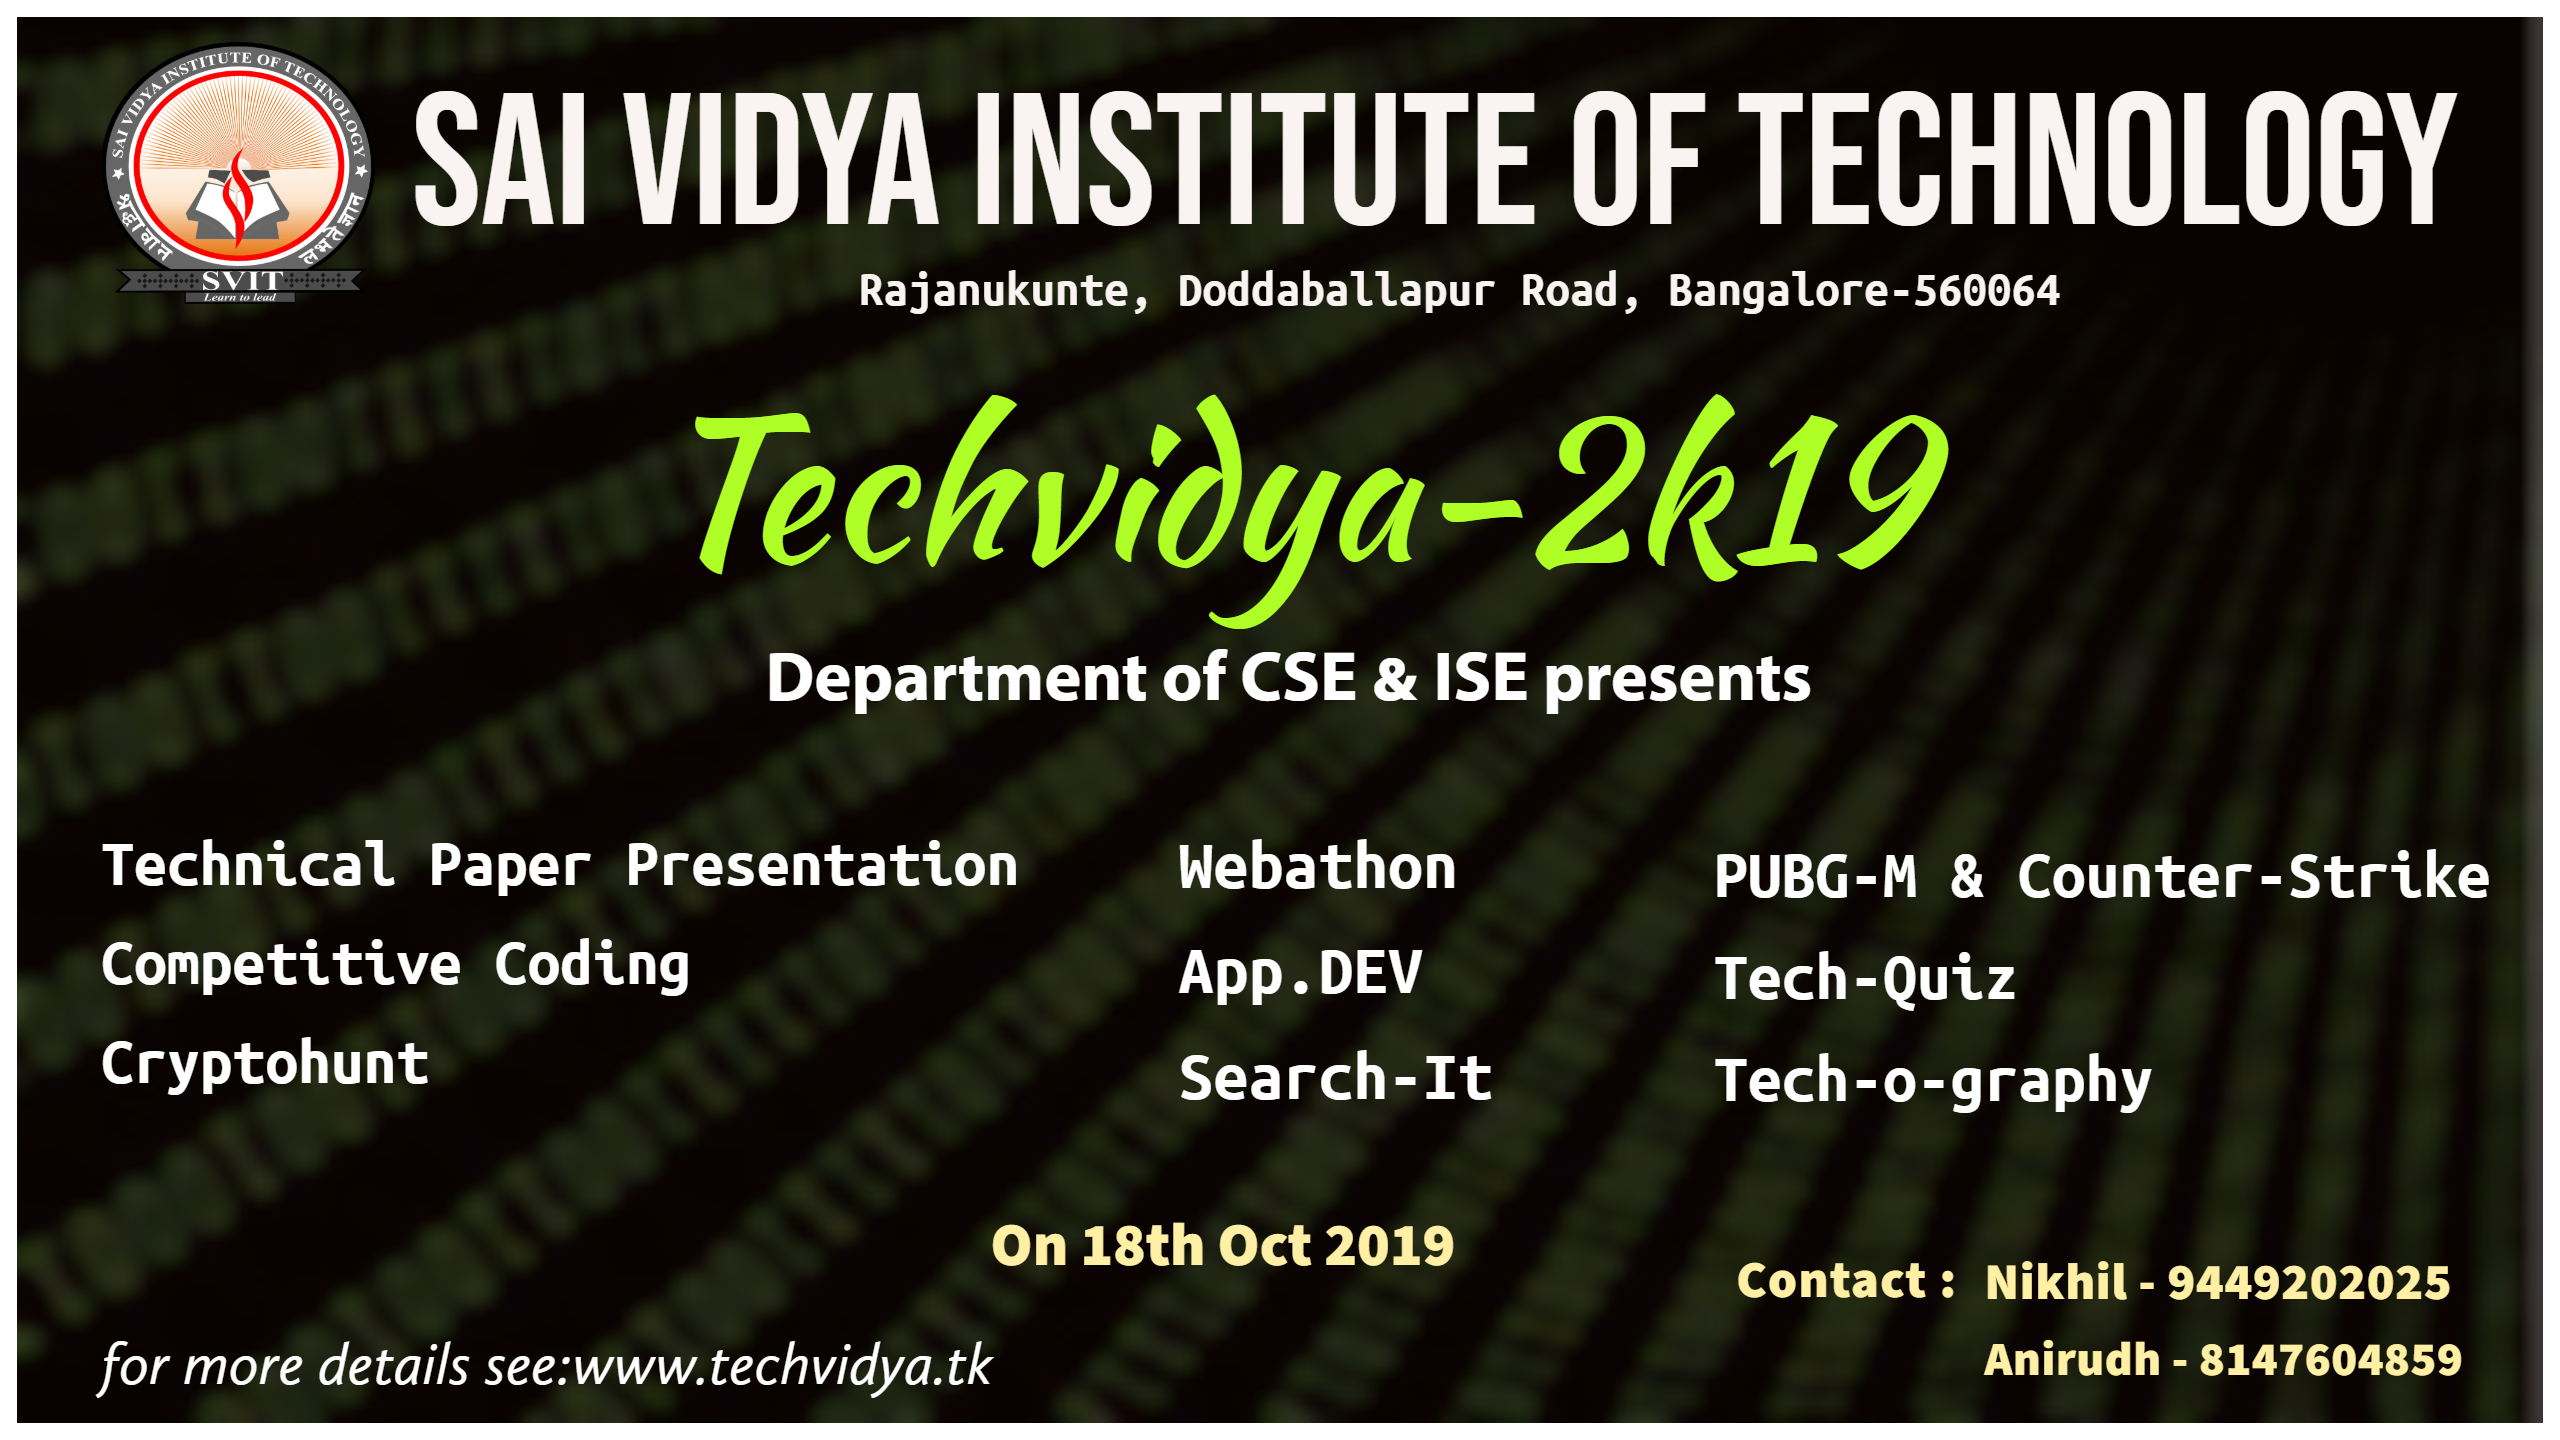 SAI VIDYA INSTITUTE OF TECHNOLOGY
श्रद्धावान लभते ज्ञान
SVIT
Learn to lead
SAI VIDYA INSTITUTE OF TECHNOLOGY
Rajanukunte, Doddaballapur Road, Bangalore-560064
Techvidya-2k19
Department of CSE & ISE presents
Technical Paper Presentation
Competitive Coding
Cryptohunt
Webathon
App.DEV
Search-It
PUBG-M & Counter-Strike
Tech-Quiz
Tech-o-graphy
On 18th Oct 2019
Contact : Nikhil - 9449202025
Anirudh - 8147604859
for more details see:www.techvidya.tk